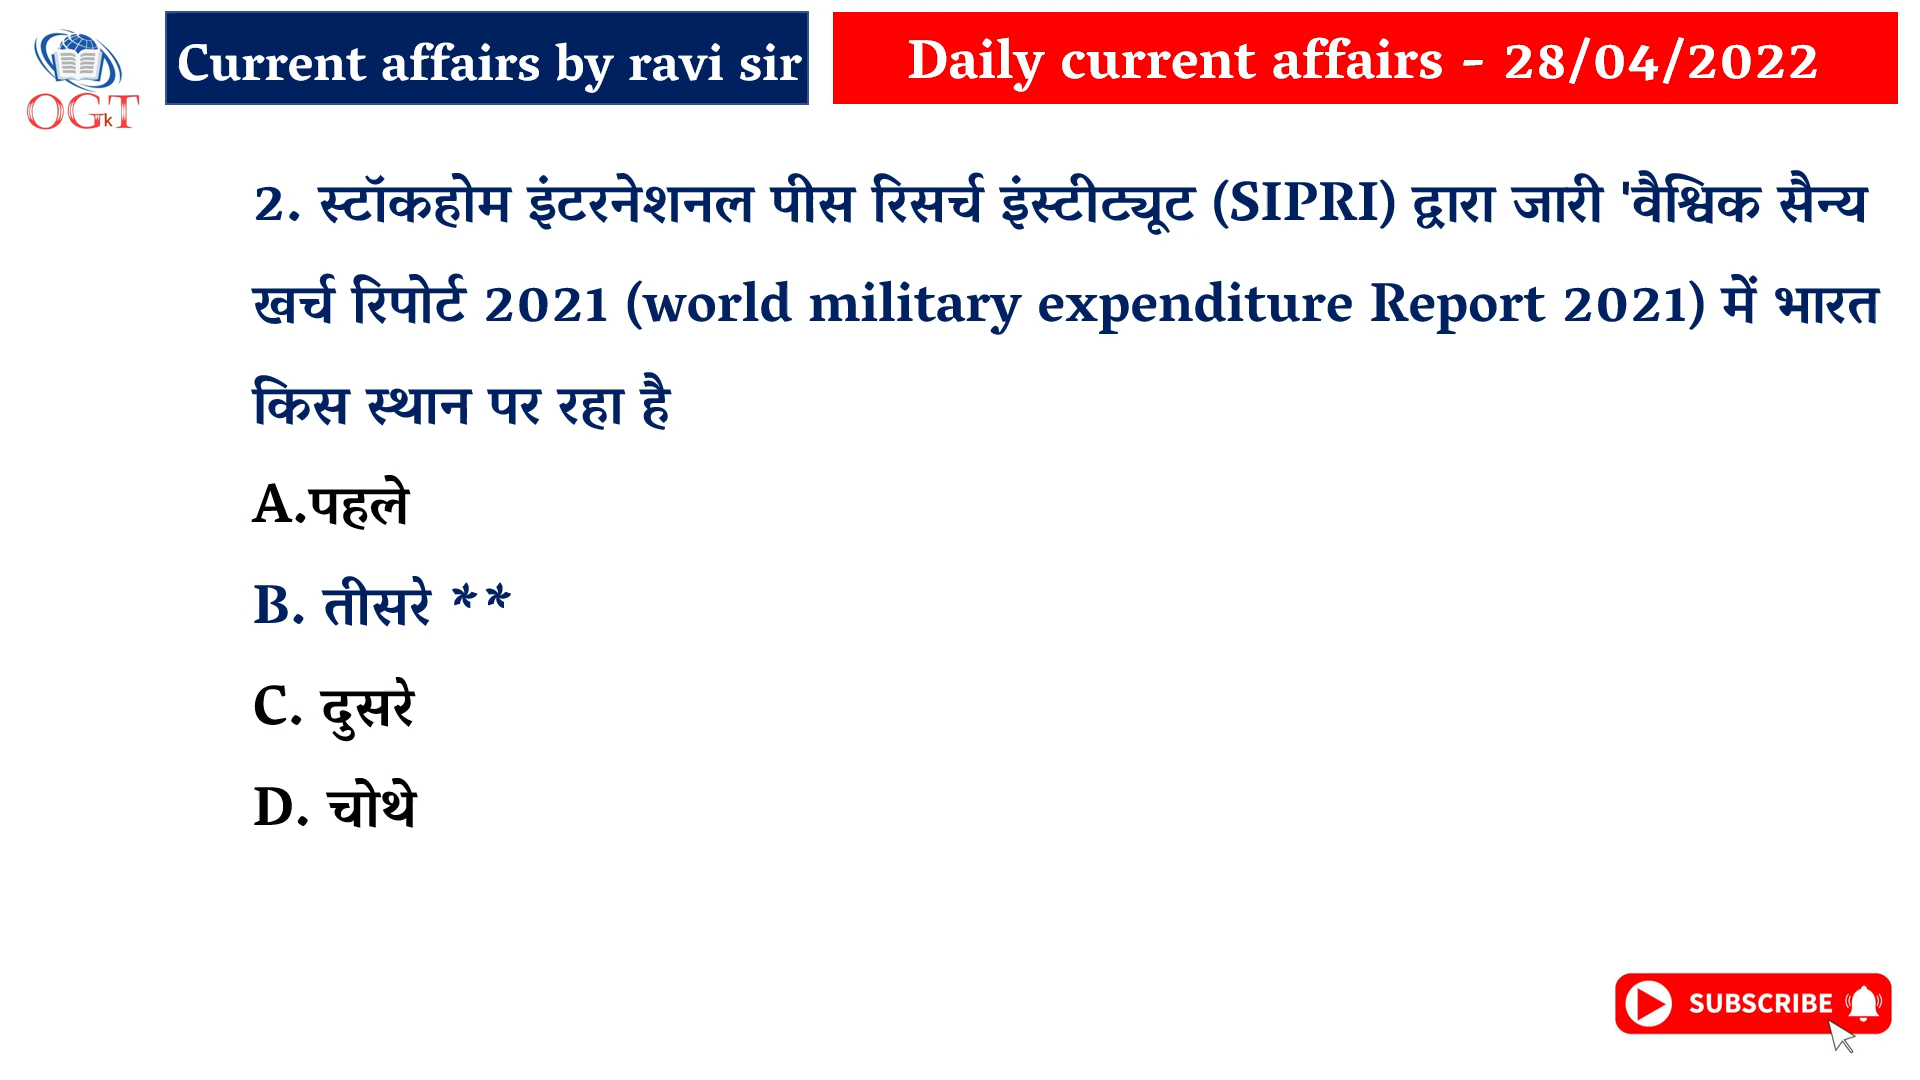 Current affairs by ravi sir
Daily current affairs - 28/04/2022
OGTkT
2. स्टॉकहोम इंटरनेशनल पीस रिसर्च इंस्टीट्यूट (SIPRI) द्वारा जारी 'वैश्विक सैन्य
खर्च रिपोर्ट 2021 (world military expenditure Report 2021) में भारत
किस स्थान पर रहा है
A.पहले
B. तीसरे **
C. दुसरे
D. चोथे
SUBSCRIBE